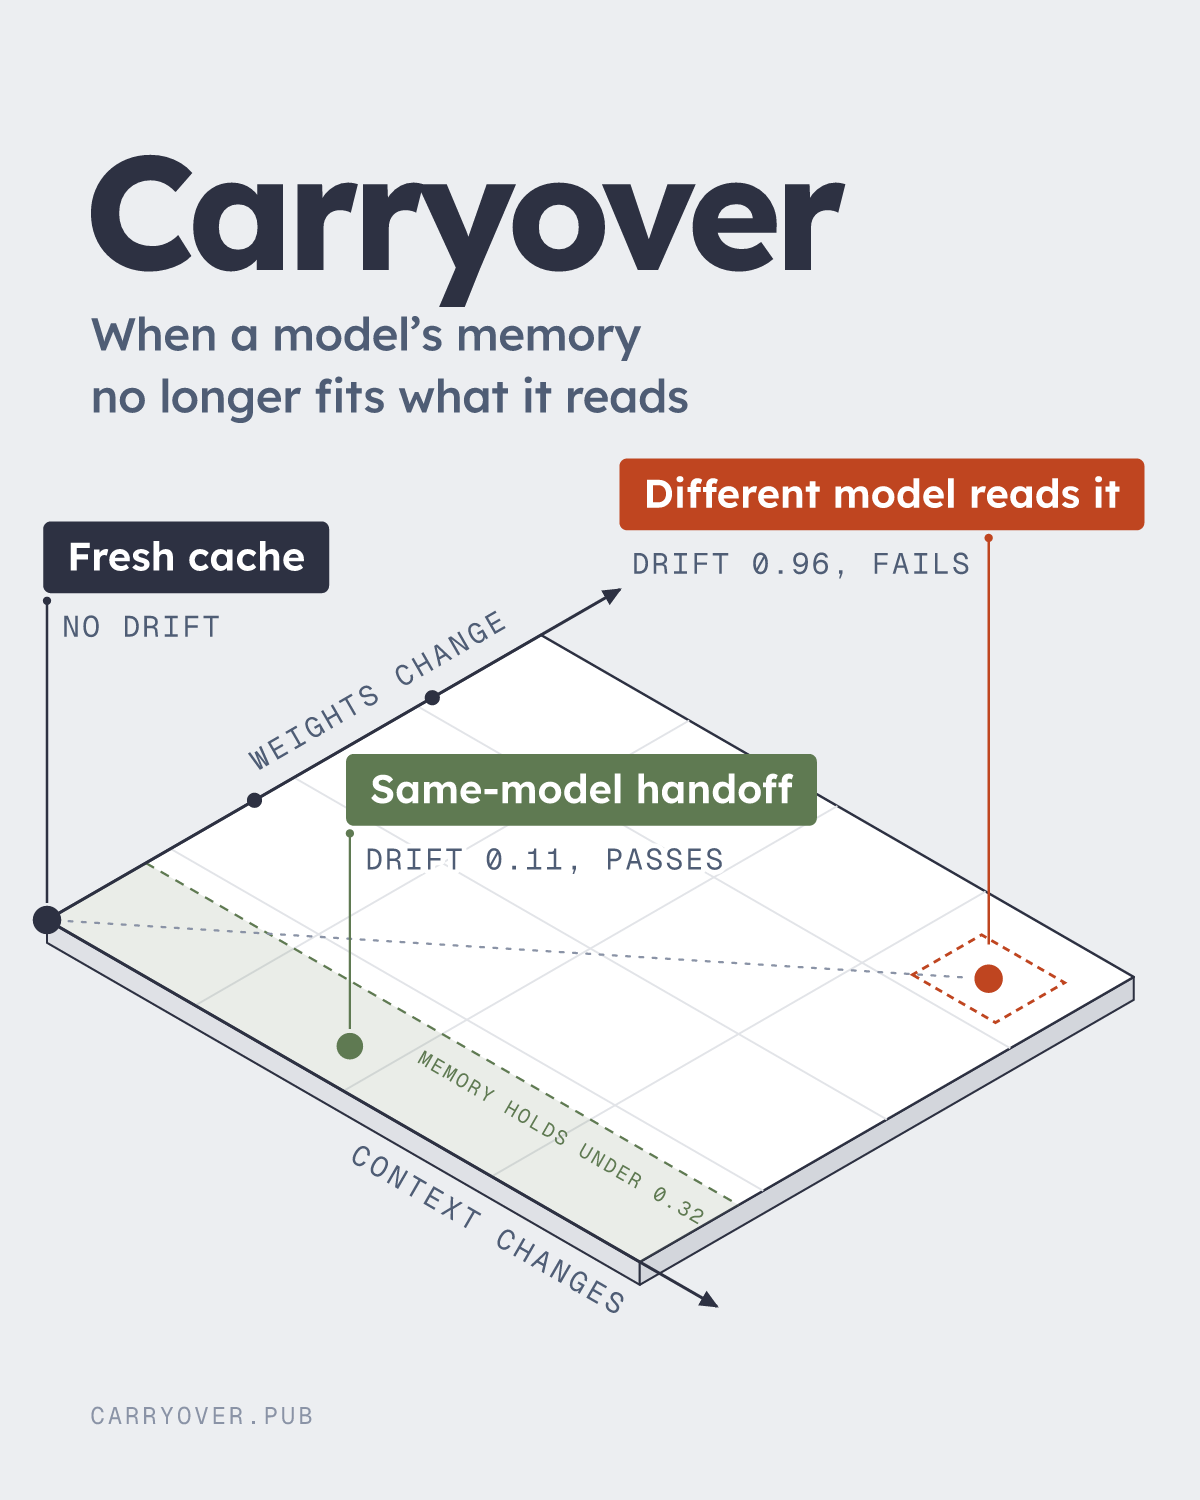 Carryover
When a model’s memory
no longer fits what it reads
Different model reads it
DRIFT 0.96, FAILS
Fresh cache
NO DRIFT
WEIGHTS CHANGE
Same-model handoff
DRIFT 0.11, PASSES
MEMORY HOLDS UNDER 0.32
CONTEXT CHANGES
CARRYOVER.PUB